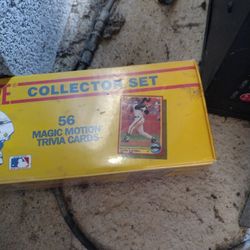 COLLECTOR SET
56
MAGIC MOTION
TRIVIA CARDS